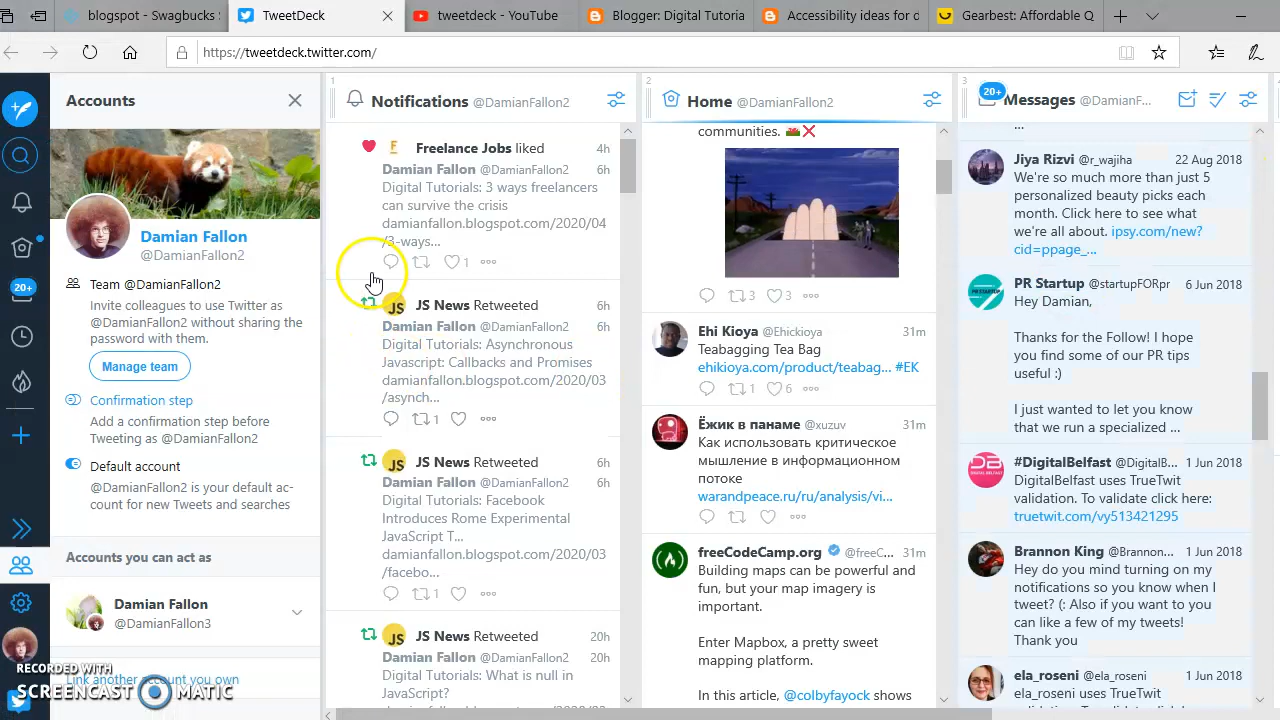 blogspot - Swagbucks
TweetDeck
tweetdeck - YouTube
Blogger: Digital Tutoria
Accessibility ideas for d
Gearbest: Affordable Q
https://tweetdeck.twitter.com/
Accounts
Damian Fallon
@DamianFallon2
Team @DamianFallon2
Invite colleagues to use Twitter as
@DamianFallon2 without sharing the
password with them.
Manage team
Confirmation step
Add a confirmation step before
Tweeting as @DamianFallon2
Default account
@DamianFallon2 is your default ac-
count for new Tweets and searches
Accounts you can act as
Damian Fallon
@DamianFallon3
Link another account you own
20+
RECORDED WITH
SCREENCAST MATIC
1
Notifications @DamianFallon2
Freelance Jobs liked 4h
Damian Fallon @DamianFallon2 6h
Digital Tutorials: 3 ways freelancers
can survive the crisis
damianfallon.blogspot.com/2020/04
/3-ways...
1
JS News Retweeted 6h
Damian Fallon @DamianFallon2 6h
Digital Tutorials: Asynchronous
Javascript: Callbacks and Promises
damianfallon.blogspot.com/2020/03
/asynch...
1
JS News Retweeted 6h
Damian Fallon @DamianFallon2 6h
Digital Tutorials: Facebook
Introduces Rome Experimental
JavaScript T...
damianfallon.blogspot.com/2020/03
/facebo...
1
JS News Retweeted 20h
Damian Fallon @DamianFallon2 20h
Digital Tutorials: What is null in
JavaScript?
2
Home @DamianFallon2
communities.
3 3
Ehi Kioya @Ehickioya 31m
Teabagging Tea Bag
ehikioya.com/product/teabag... #EK
1 6
Ёжик в панаме @xuzuv 31m
Как использовать критическое
мышление в информационном
потоке
warandpeace.ru/ru/analysis/vi...
freeCodeCamp.org @freeC... 31m
Building maps can be powerful and
fun, but your map imagery is
important.
Enter Mapbox, a pretty sweet
mapping platform.
In this article, @colbyfayock shows
3
20+
Messages @DamianF...
...
Jiya Rizvi @r_wajiha 22 Aug 2018
We're so much more than just 5
personalized beauty picks each
month. Click here to see what
we're all about. ipsy.com/new?
cid=ppage_...
PR Startup @startupFORpr 6 Jun 2018
Hey Damian,
Thanks for the Follow! I hope
you find some of our PR tips
useful :)
I just wanted to let you know
that we run a specialized ...
#DigitalBelfast @DigitalB... 1 Jun 2018
DigitalBelfast uses TrueTwit
validation. To validate click here:
truetwit.com/vy513421295
Brannon King @Brannon... 1 Jun 2018
Hey do you mind turning on my
notifications so you know when I
tweet? (: Also if you want to you
can like a few of my tweets!
Thank you
ela_roseni @ela_roseni 1 Jun 2018
ela_roseni uses TrueTwit